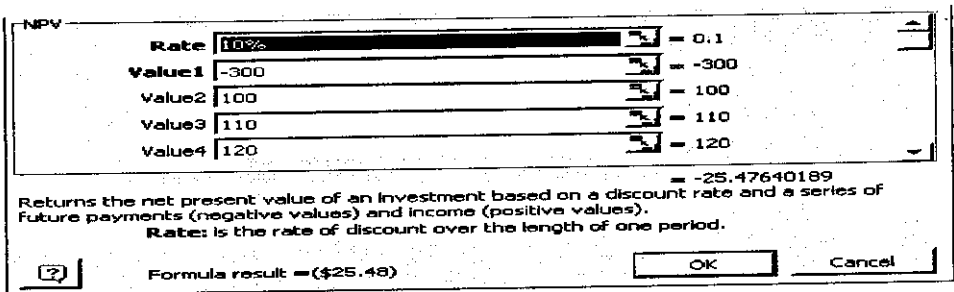 NPV
Rate 10% = 0.1
Value1 -300 = -300
Value2 100 = 100
Value3 110 = 110
Value4 120 = 120
= -25.47640189
Returns the net present value of an investment based on a discount rate and a series of
future payments (negative values) and income (positive values).
Rate: is the rate of discount over the length of one period.
? Formula result =($25.48) OK Cancel